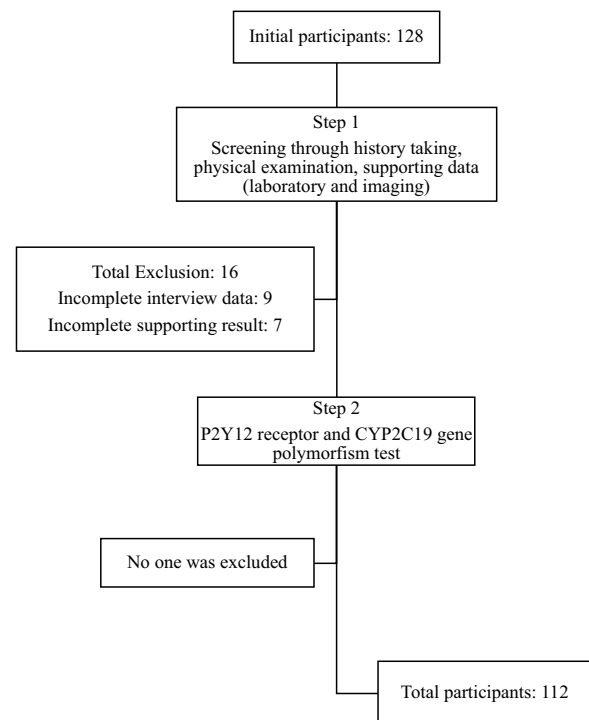 Initial participants: 128
Step 1
Screening through history taking,
physical examination, supporting data
(laboratory and imaging)
Total Exclusion: 16
Incomplete interview data: 9
Incomplete supporting result: 7
Step 2
P2Y12 receptor and CYP2C19 gene
polymorfism test
No one was excluded
Total participants: 112